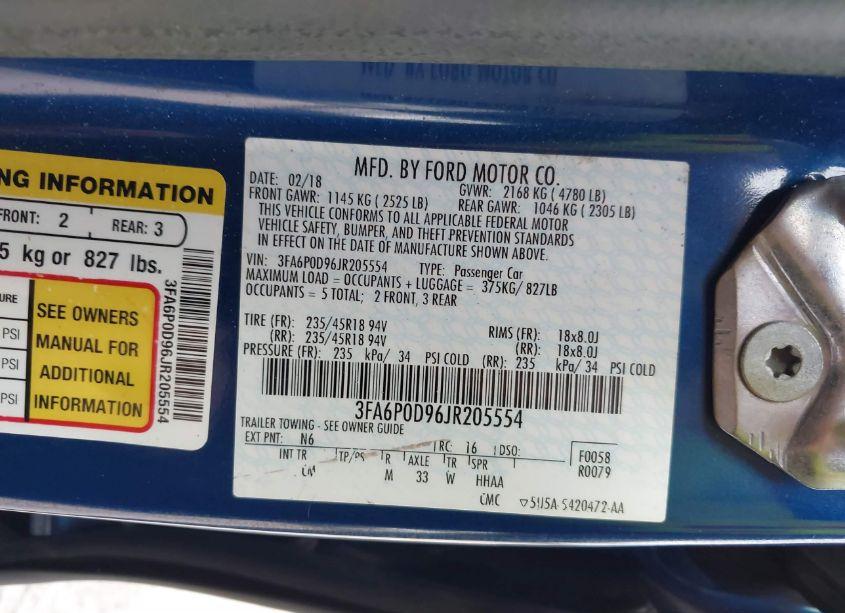 NG INFORMATION
FRONT: 2 REAR: 3
5 kg or 827 lbs.
URE
PSI
PSI
PSI
SEE OWNERS
MANUAL FOR
ADDITIONAL
INFORMATION
3FA6P0D96JR205554
MFD. BY FORD MOTOR CO.
DATE: 02/18 GVWR: 2168 KG ( 4780 LB)
FRONT GAWR: 1145 KG ( 2525 LB) REAR GAWR: 1046 KG ( 2305 LB)
THIS VEHICLE CONFORMS TO ALL APPLICABLE FEDERAL MOTOR
VEHICLE SAFETY, BUMPER, AND THEFT PREVENTION STANDARDS
IN EFFECT ON THE DATE OF MANUFACTURE SHOWN ABOVE.
VIN: 3FA6P0D96JR205554 TYPE: Passenger Car
MAXIMUM LOAD = OCCUPANTS + LUGGAGE = 375KG/ 827LB
OCCUPANTS = 5 TOTAL; 2 FRONT, 3 REAR
TIRE (FR): 235/45R18 94V RIMS (FR): 18x8.0J
(RR): 235/45R18 94V (RR): 18x8.0J
PRESSURE (FR): 235 kPa/ 34 PSI COLD (RR): 235 kPa/ 34 PSI COLD
3FA6P0D96JR205554
TRAILER TOWING - SEE OWNER GUIDE
EXT PNT: N6 RC: 16 DSO: F0058
INT TR TP/PS R AXLE TR SPR R0079
M 33 W HHAA
CMC